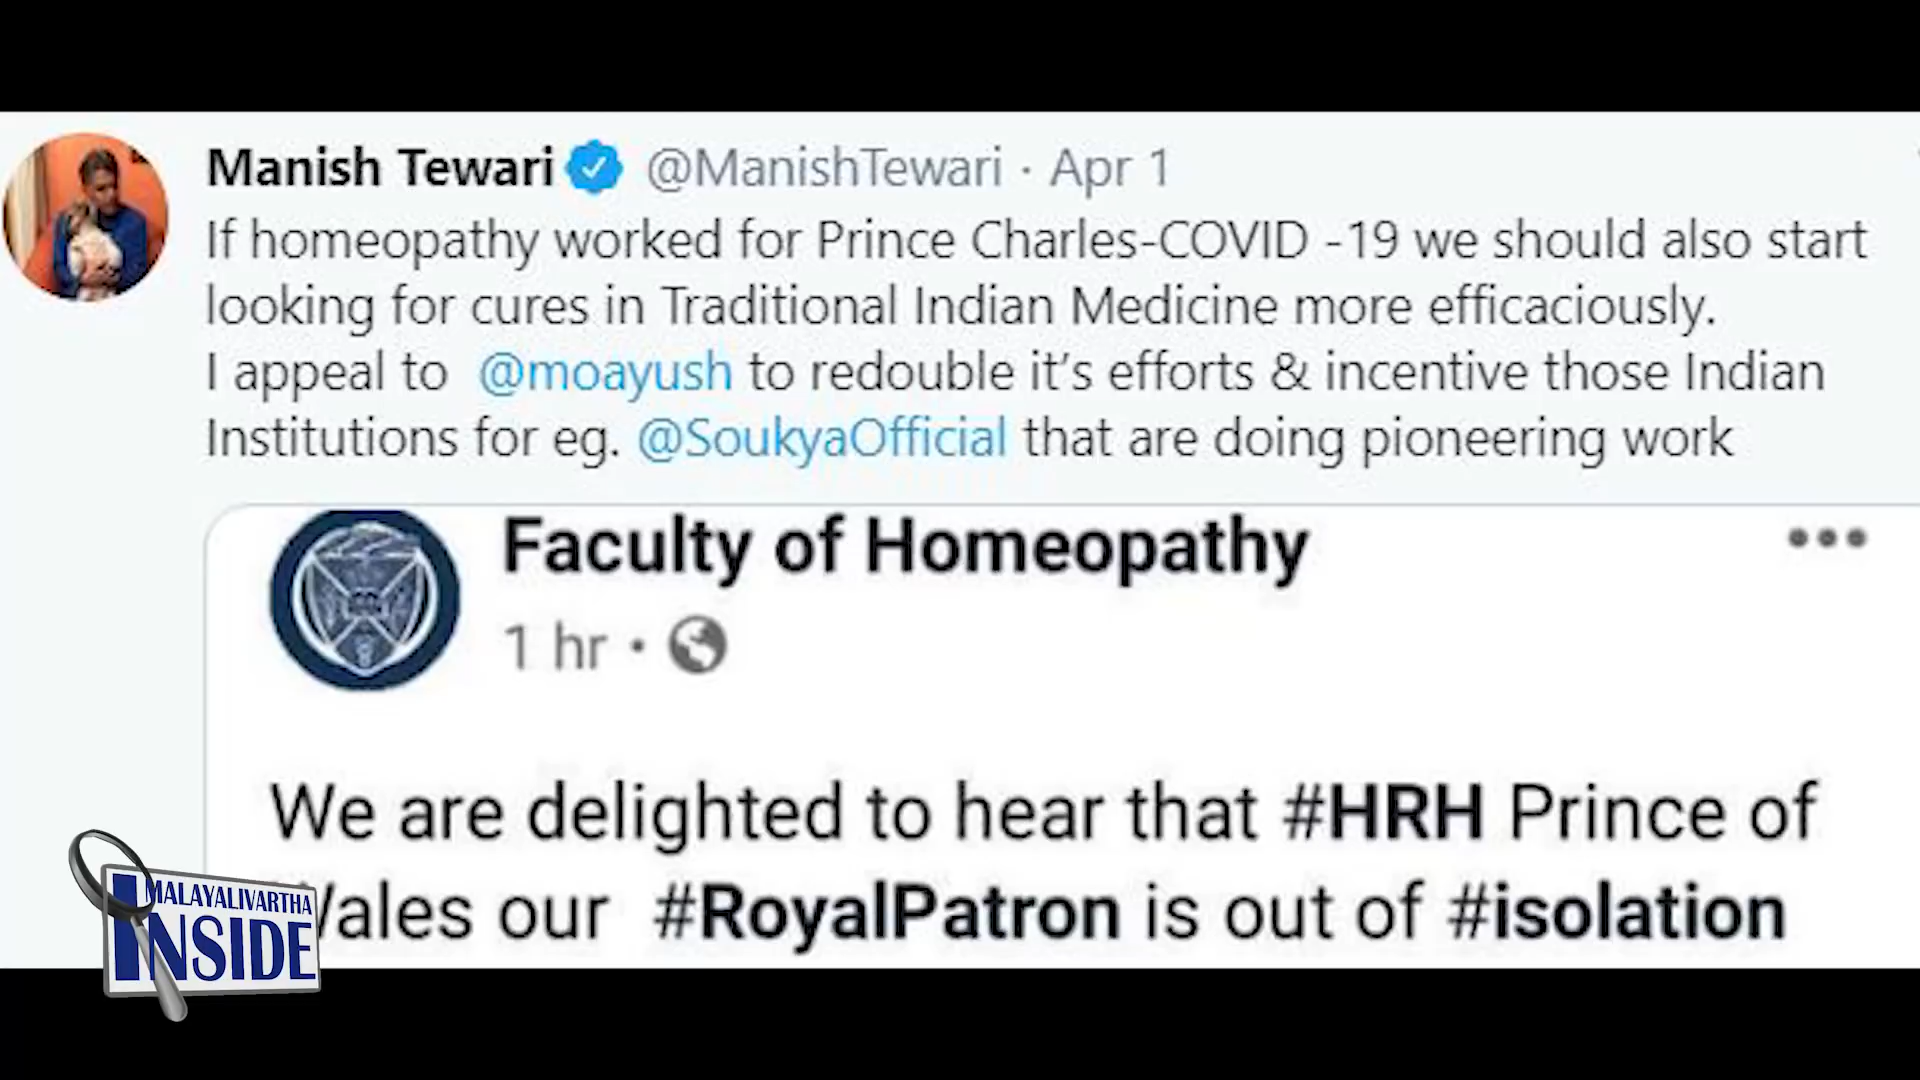 Manish Tewari @ManishTewari · Apr 1
If homeopathy worked for Prince Charles-COVID -19 we should also start
looking for cures in Traditional Indian Medicine more efficaciously.
I appeal to @moayush to redouble it's efforts & incentive those Indian
Institutions for eg. @SoukyaOfficial that are doing pioneering work
Faculty of Homeopathy
1 hr ·
We are delighted to hear that #HRH Prince of
Wales our #RoyalPatron is out of #isolation
MALAYALIVARTHA
INSIDE